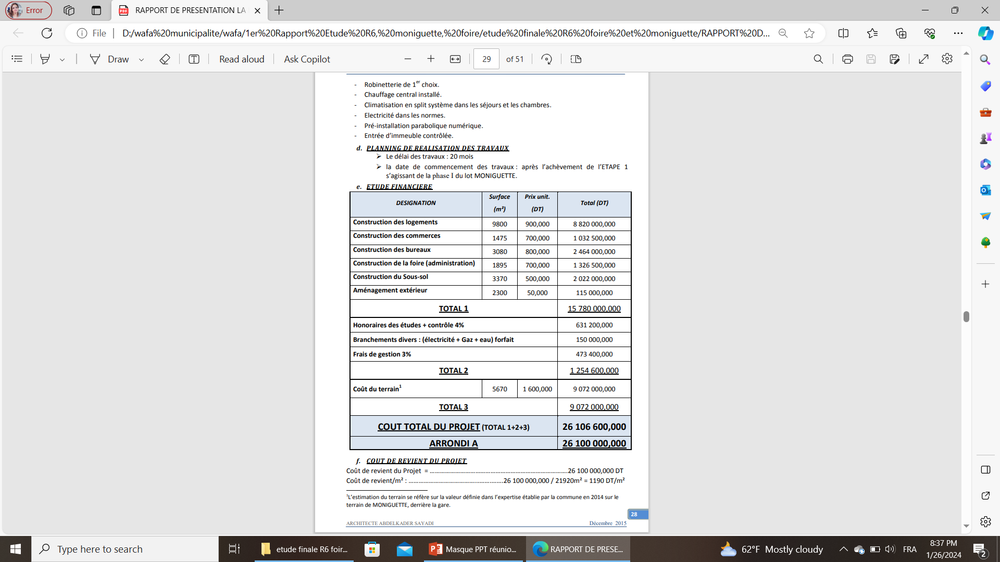 Error
RAPPORT DE PRESENTATION LA
File
D:/wafa%20municipalite/wafa/1er%20Rapport%20Etude%20R6,%20moniguette,%20foire/etude%20finale%20R6%20foire%20et%20moniguette/RAPPORT%20D...
Draw
Read aloud
Ask Copilot
29 of 51
- Robinetterie de 1er choix.
- Chauffage central installé.
- Climatisation en split système dans les séjours et les chambres.
- Electricité dans les normes.
- Pré-installation parabolique numérique.
- Entrée d’immeuble contrôlée.
d. PLANNING DE REALISATION DES TRAVAUX
➢ Le délai des travaux : 20 mois
➢ la date de commencement des travaux : après l’achèvement de l’ETAPE 1
s’agissant de la phase I du lot MONIGUETTE.
e. ETUDE FINANCIERE
DESIGNATION Surface (m²) Prix unit. (DT) Total (DT)
Construction des logements 9800 900,000 8 820 000,000
Construction des commerces 1475 700,000 1 032 500,000
Construction des bureaux 3080 800,000 2 464 000,000
Construction de la foire (administration) 1895 700,000 1 326 500,000
Construction du Sous-sol 3370 500,000 2 022 000,000
Aménagement extérieur 2300 50,000 115 000,000
TOTAL 1 15 780 000,000
Honoraires des études + contrôle 4% 631 200,000
Branchements divers : (électricité + Gaz + eau) forfait 150 000,000
Frais de gestion 3% 473 400,000
TOTAL 2 1 254 600,000
Coût du terrain1 5670 1 600,000 9 072 000,000
TOTAL 3 9 072 000,000
COUT TOTAL DU PROJET (TOTAL 1+2+3) 26 106 600,000
ARRONDI A 26 100 000,000
f. COUT DE REVIENT DU PROJET
Coût de revient du Projet = ........................................26 100 000,000 DT
Coût de revient/m² : ........................................26 100 000,000 / 21920m² = 1190 DT/m²
1L’estimation du terrain se réfère sur la valeur définie dans l’expertise établie par la commune en 2014 sur le
terrain de MONIGUETTE, derrière la gare.
28
ARCHITECTE ABDELKADER SAYADI Décembre 2015
Type here to search
etude finale R6 foir...
Masque PPT réunio...
RAPPORT DE PRESE...
62°F Mostly cloudy
FRA
8:37 PM
1/26/2024
2